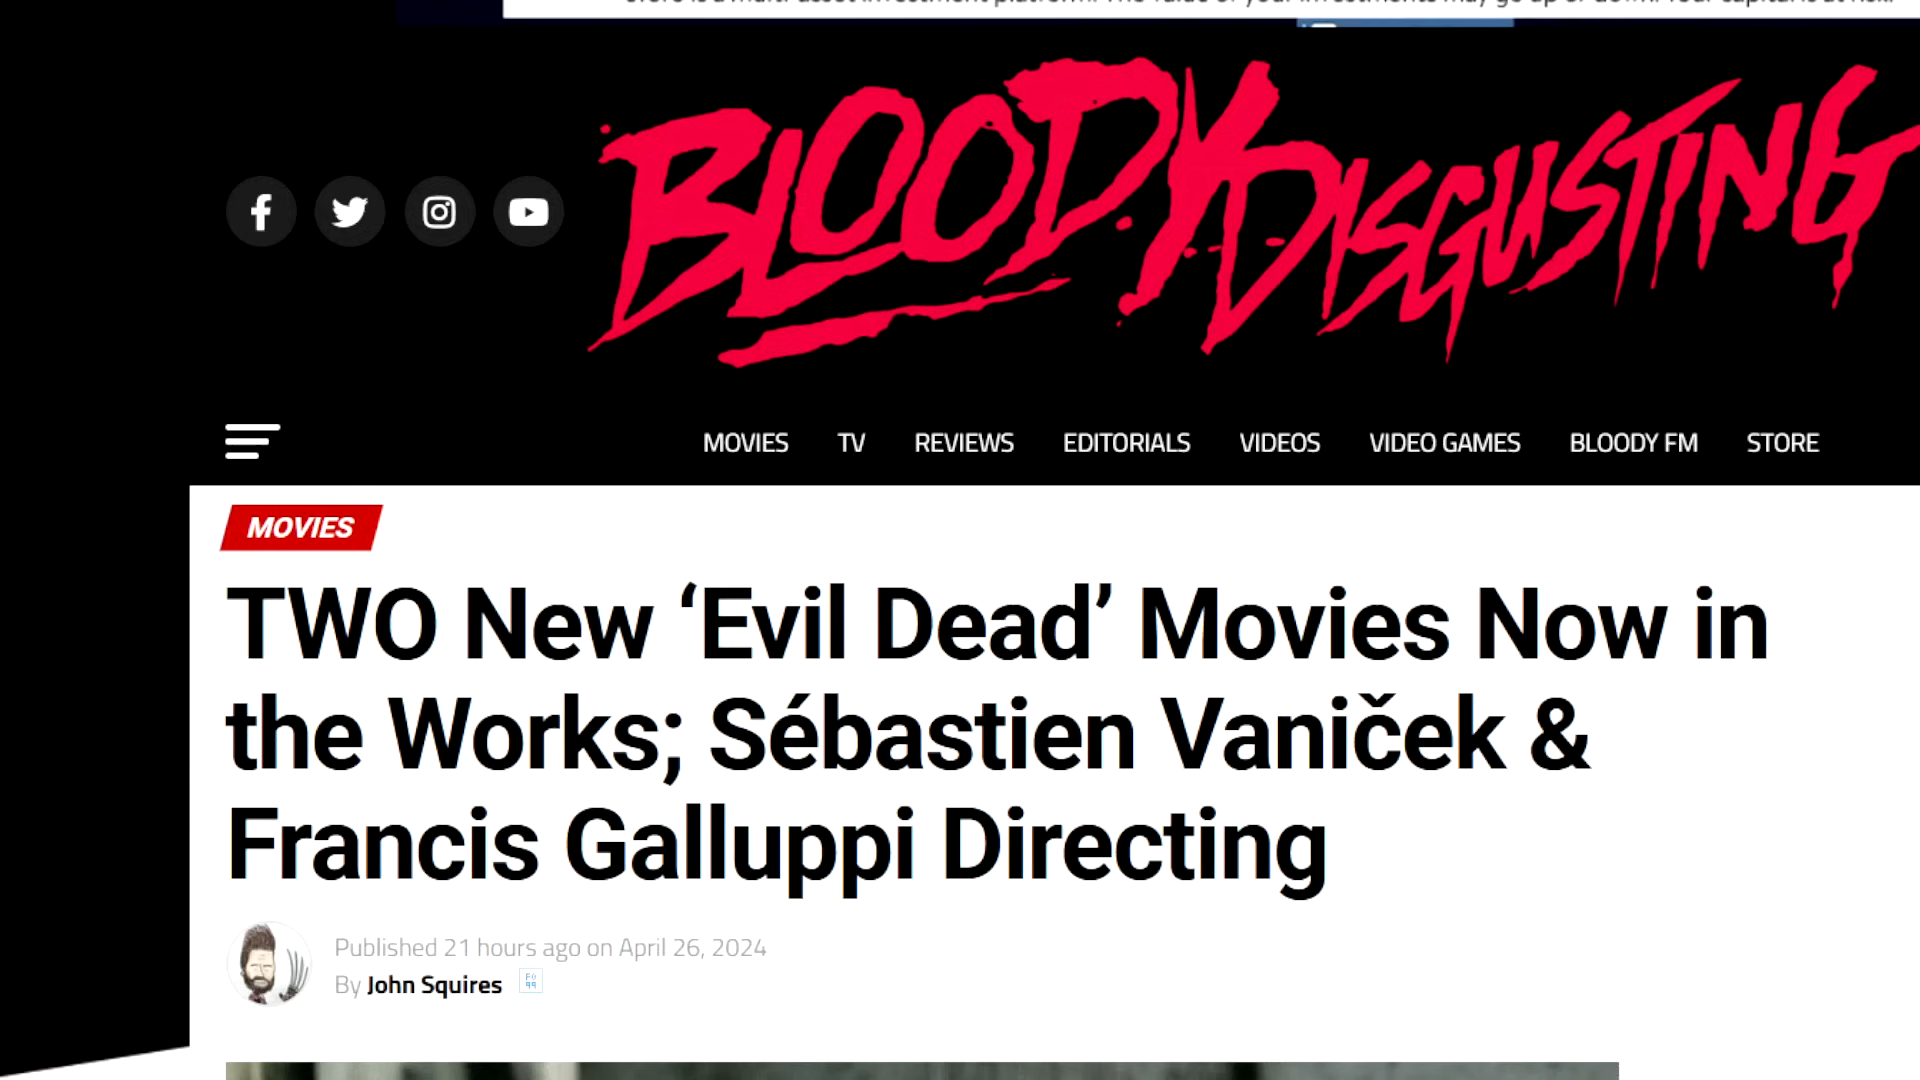 BLOODY DISGUSTING
MOVIES TV REVIEWS EDITORIALS VIDEOS VIDEO GAMES BLOODY FM STORE
MOVIES
TWO New ‘Evil Dead’ Movies Now in
the Works; Sébastien Vaniček &
Francis Galluppi Directing
Published 21 hours ago on April 26, 2024
By John Squires